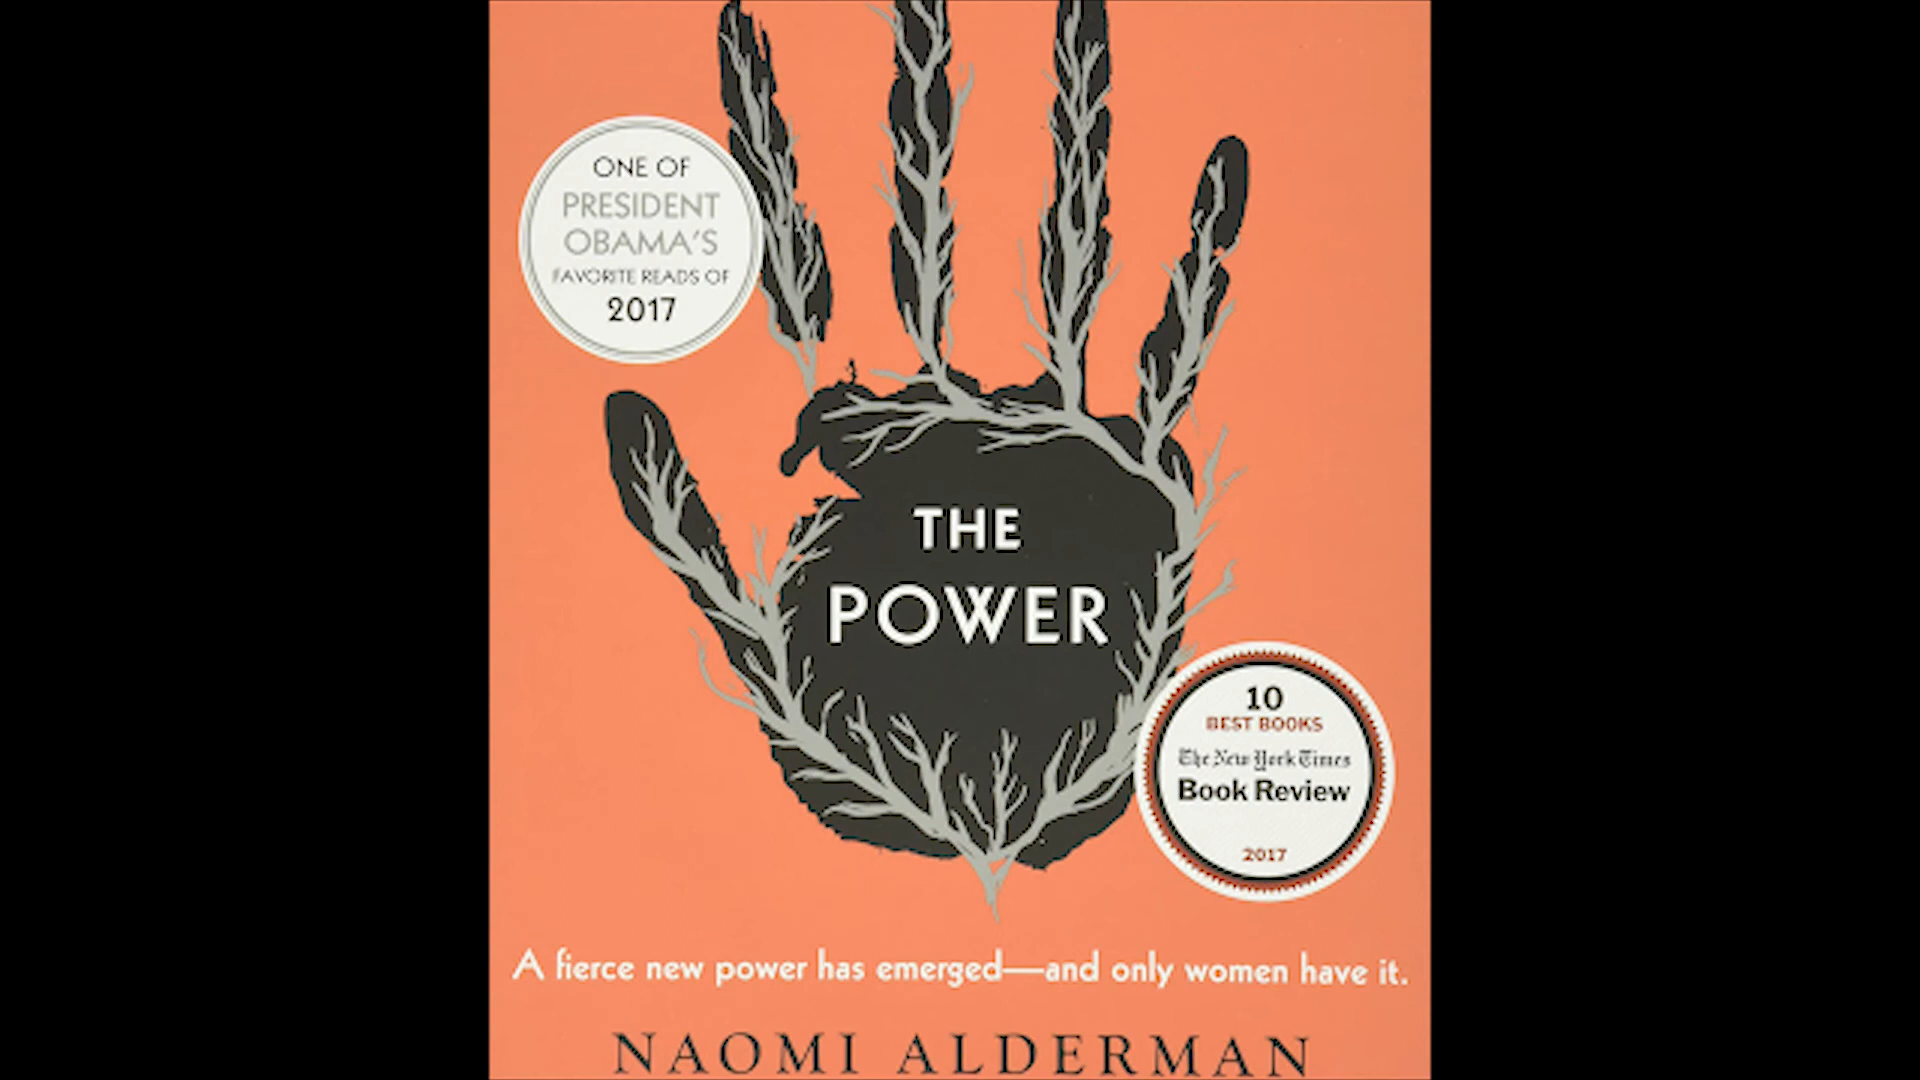 ONE OF
PRESIDENT
OBAMA'S
FAVORITE READS OF
2017
THE
POWER
10
BEST BOOKS
The New York Times
Book Review
2017
A fierce new power has emerged—and only women have it.
NAOMI ALDERMAN